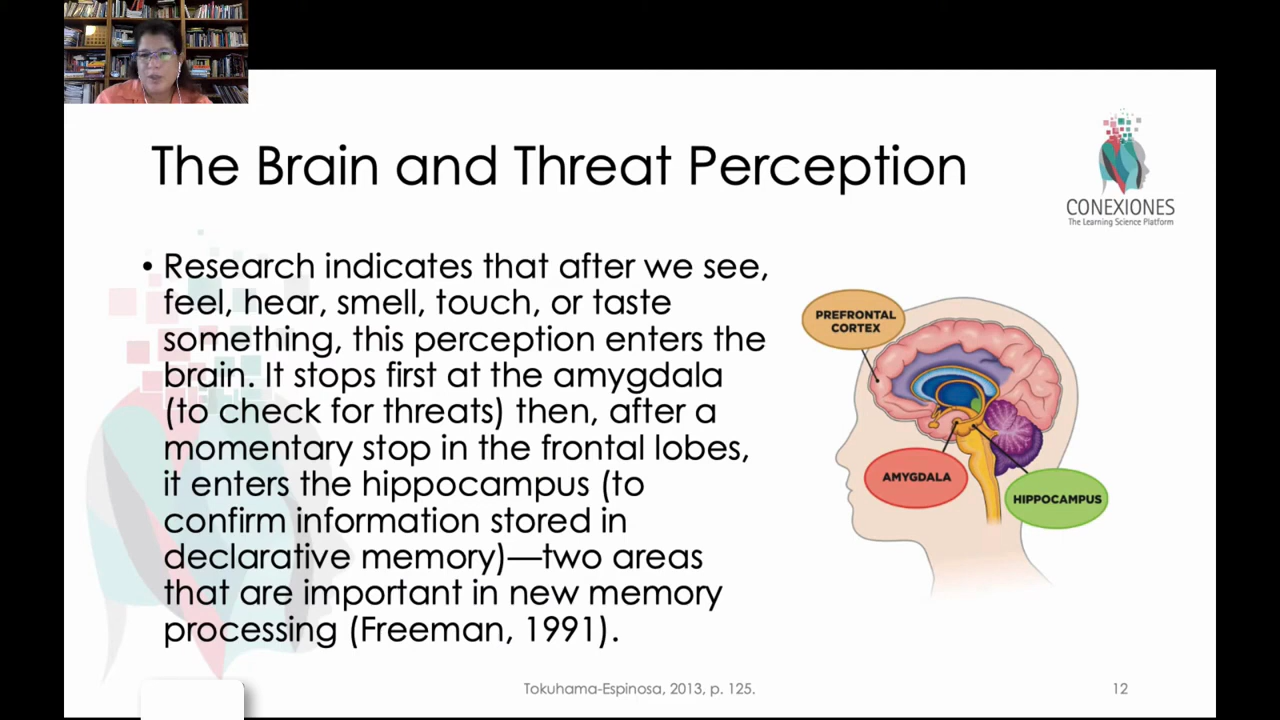 The Brain and Threat Perception
CONEXIONES
The Learning Science Platform
• Research indicates that after we see,
feel, hear, smell, touch, or taste
something, this perception enters the
brain. It stops first at the amygdala
(to check for threats) then, after a
momentary stop in the frontal lobes,
it enters the hippocampus (to
confirm information stored in
declarative memory)—two areas
that are important in new memory
processing (Freeman, 1991).
PREFRONTAL
CORTEX
AMYGDALA
HIPPOCAMPUS
Tokuhama-Espinosa, 2013, p. 125.
12